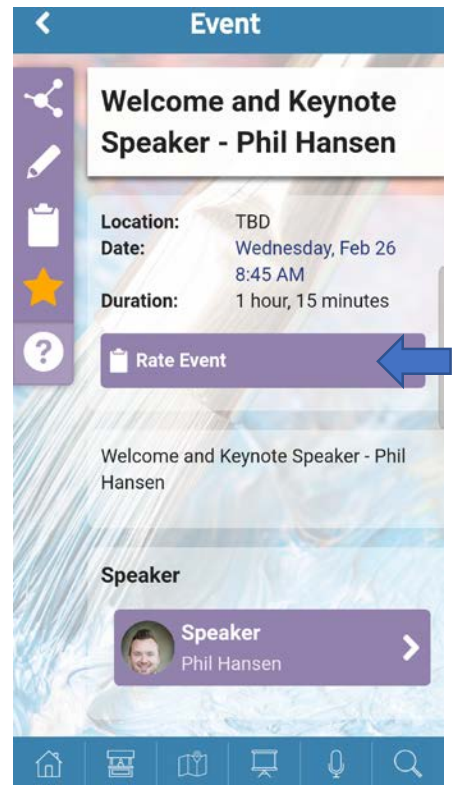 Event
Welcome and Keynote
Speaker - Phil Hansen
Location: TBD
Date: Wednesday, Feb 26
8:45 AM
Duration: 1 hour, 15 minutes
?
Rate Event
Welcome and Keynote Speaker - Phil
Hansen
Speaker
Speaker
Phil Hansen